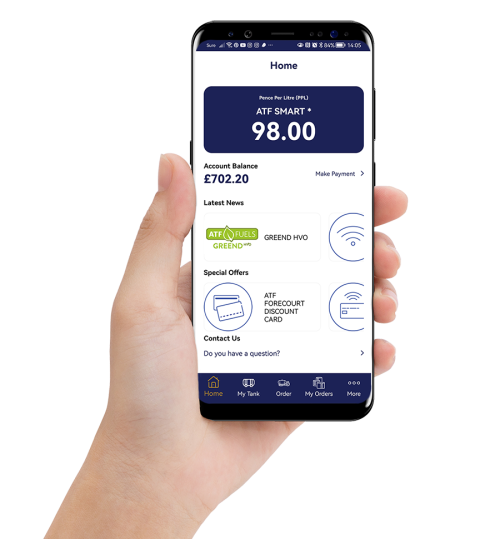 Sure
84% 14:05
Home
Pence Per Litre (PPL)
ATF SMART *
98.00
Account Balance
£702.20
Make Payment >
Latest News
ATF FUELS
GREEND
GREEND HVO
Special Offers
ATF
FORECOURT
DISCOUNT
CARD
Contact Us
Do you have a question? >
Home My Tank Order My Orders More